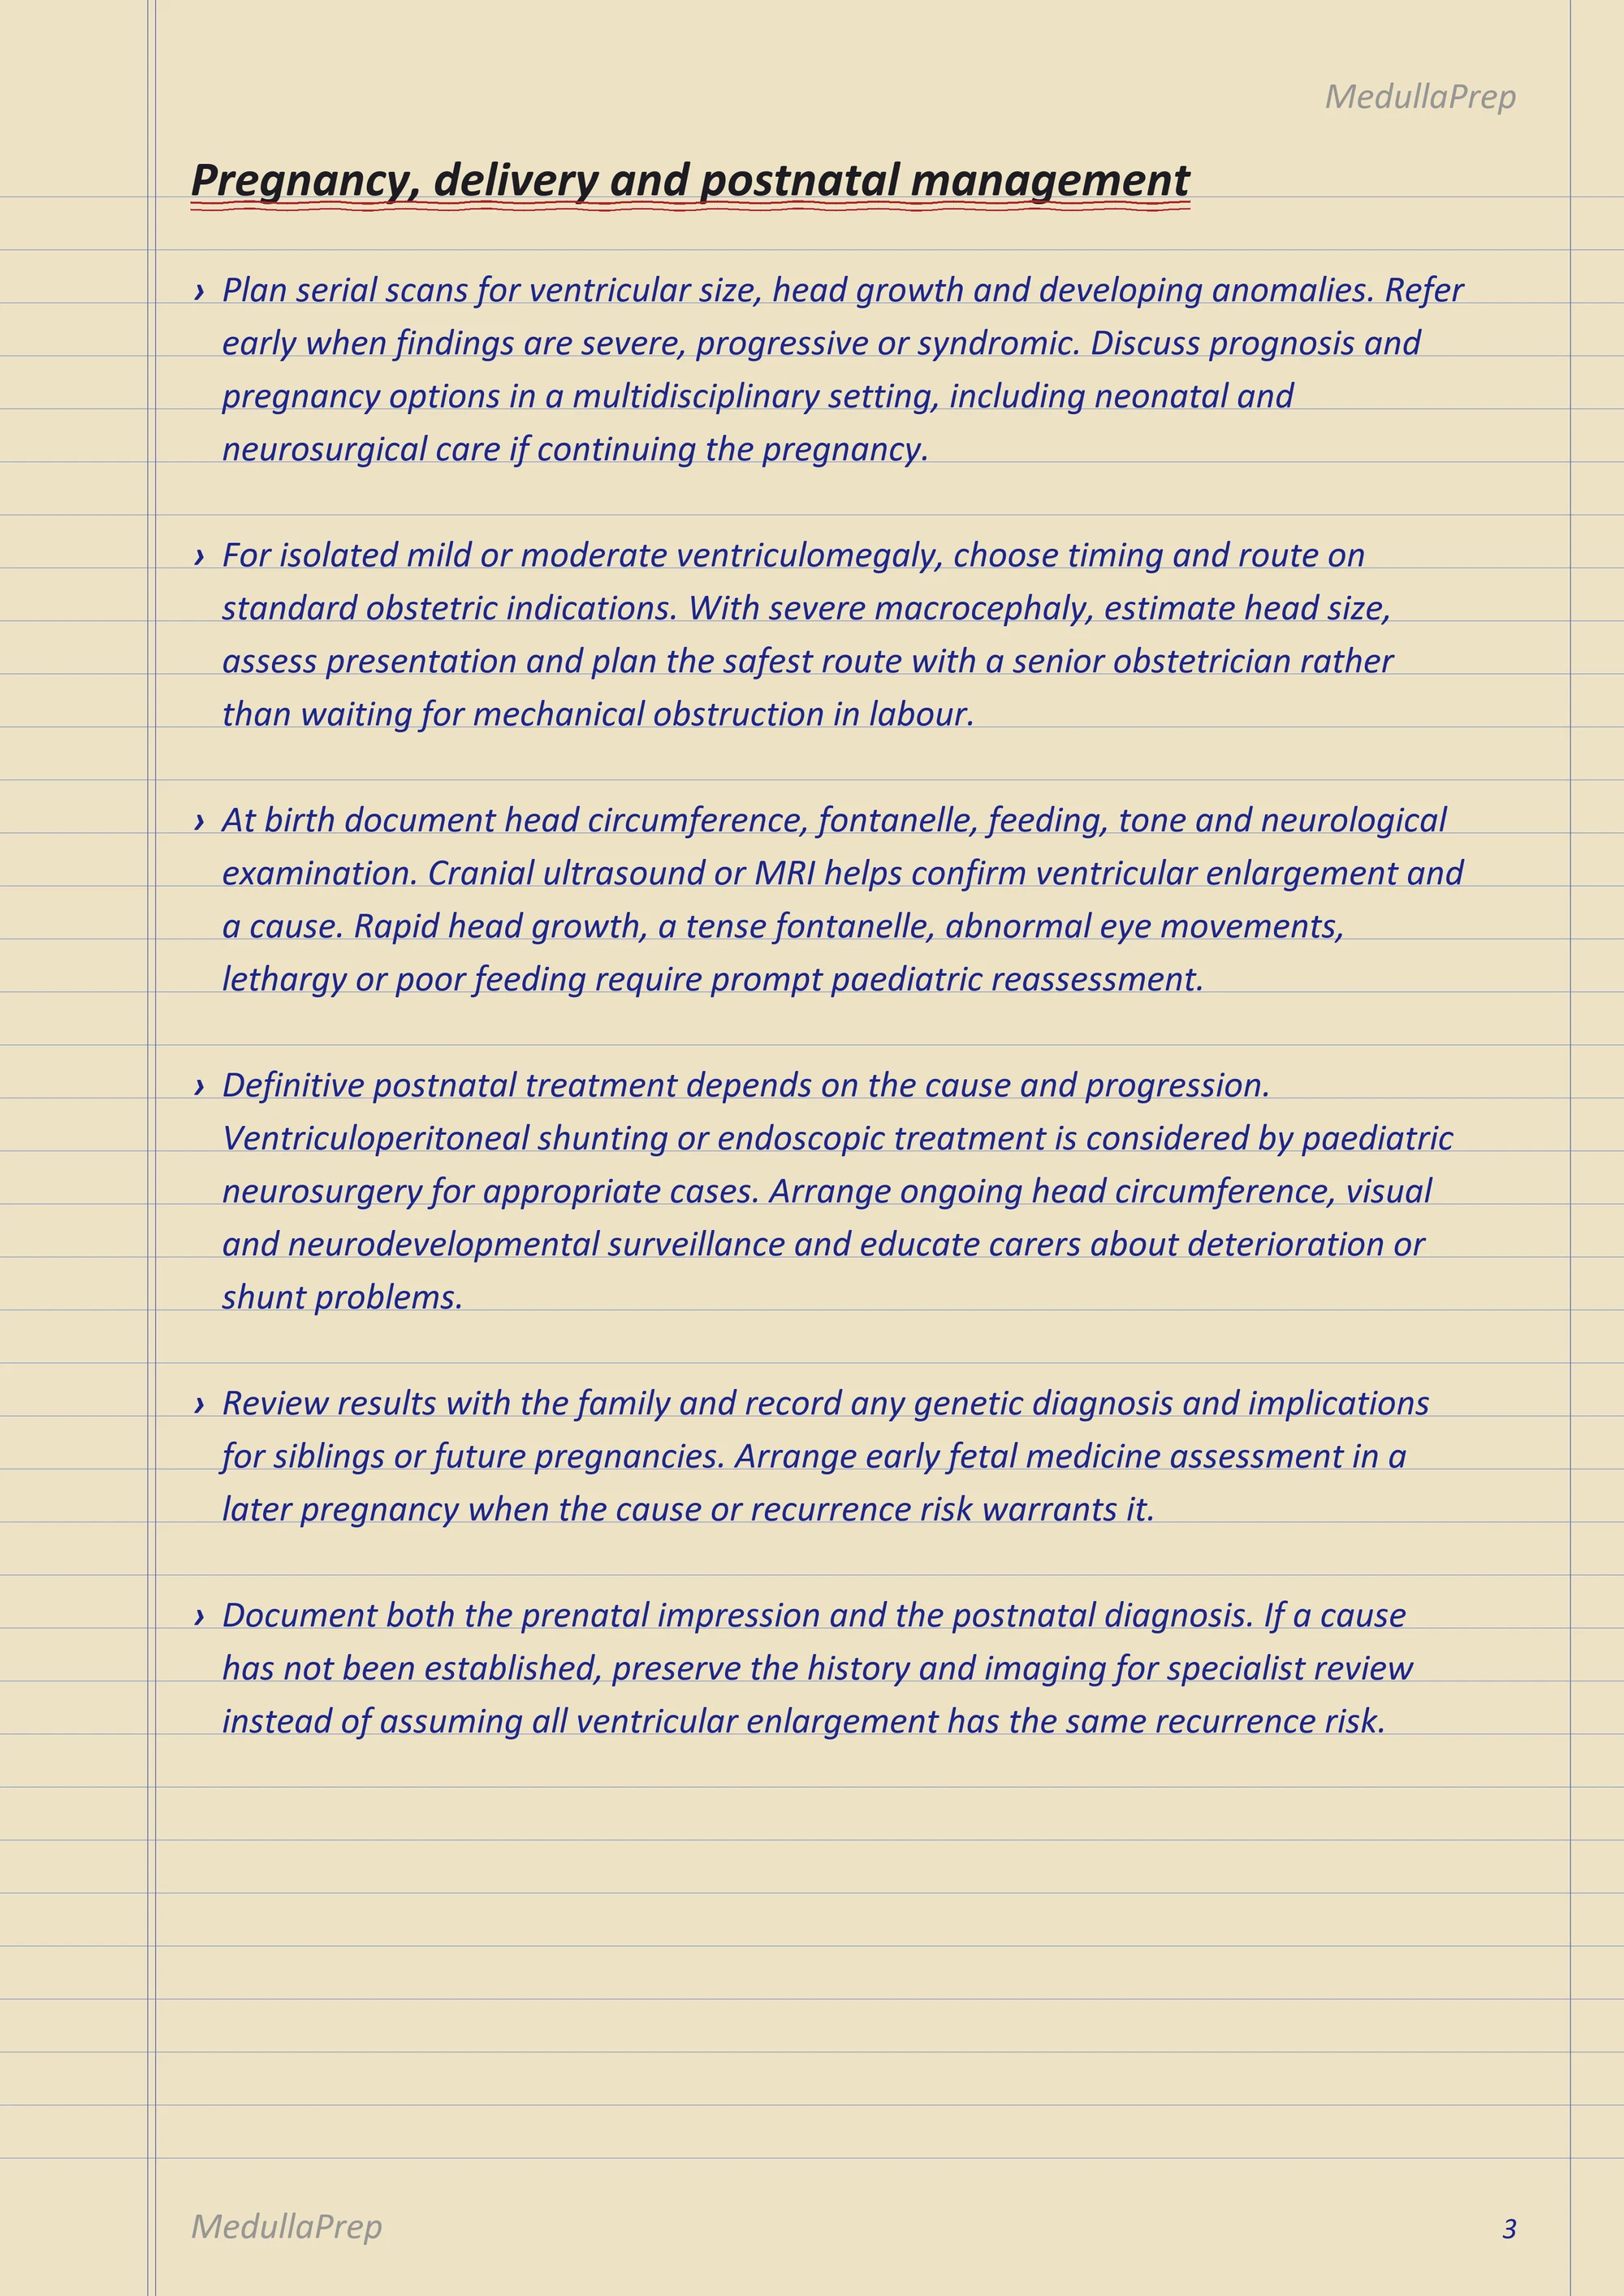 MedullaPrep
Pregnancy, delivery and postnatal management
› Plan serial scans for ventricular size, head growth and developing anomalies. Refer
early when findings are severe, progressive or syndromic. Discuss prognosis and
pregnancy options in a multidisciplinary setting, including neonatal and
neurosurgical care if continuing the pregnancy.
› For isolated mild or moderate ventriculomegaly, choose timing and route on
standard obstetric indications. With severe macrocephaly, estimate head size,
assess presentation and plan the safest route with a senior obstetrician rather
than waiting for mechanical obstruction in labour.
› At birth document head circumference, fontanelle, feeding, tone and neurological
examination. Cranial ultrasound or MRI helps confirm ventricular enlargement and
a cause. Rapid head growth, a tense fontanelle, abnormal eye movements,
lethargy or poor feeding require prompt paediatric reassessment.
› Definitive postnatal treatment depends on the cause and progression.
Ventriculoperitoneal shunting or endoscopic treatment is considered by paediatric
neurosurgery for appropriate cases. Arrange ongoing head circumference, visual
and neurodevelopmental surveillance and educate carers about deterioration or
shunt problems.
› Review results with the family and record any genetic diagnosis and implications
for siblings or future pregnancies. Arrange early fetal medicine assessment in a
later pregnancy when the cause or recurrence risk warrants it.
› Document both the prenatal impression and the postnatal diagnosis. If a cause
has not been established, preserve the history and imaging for specialist review
instead of assuming all ventricular enlargement has the same recurrence risk.
MedullaPrep
3